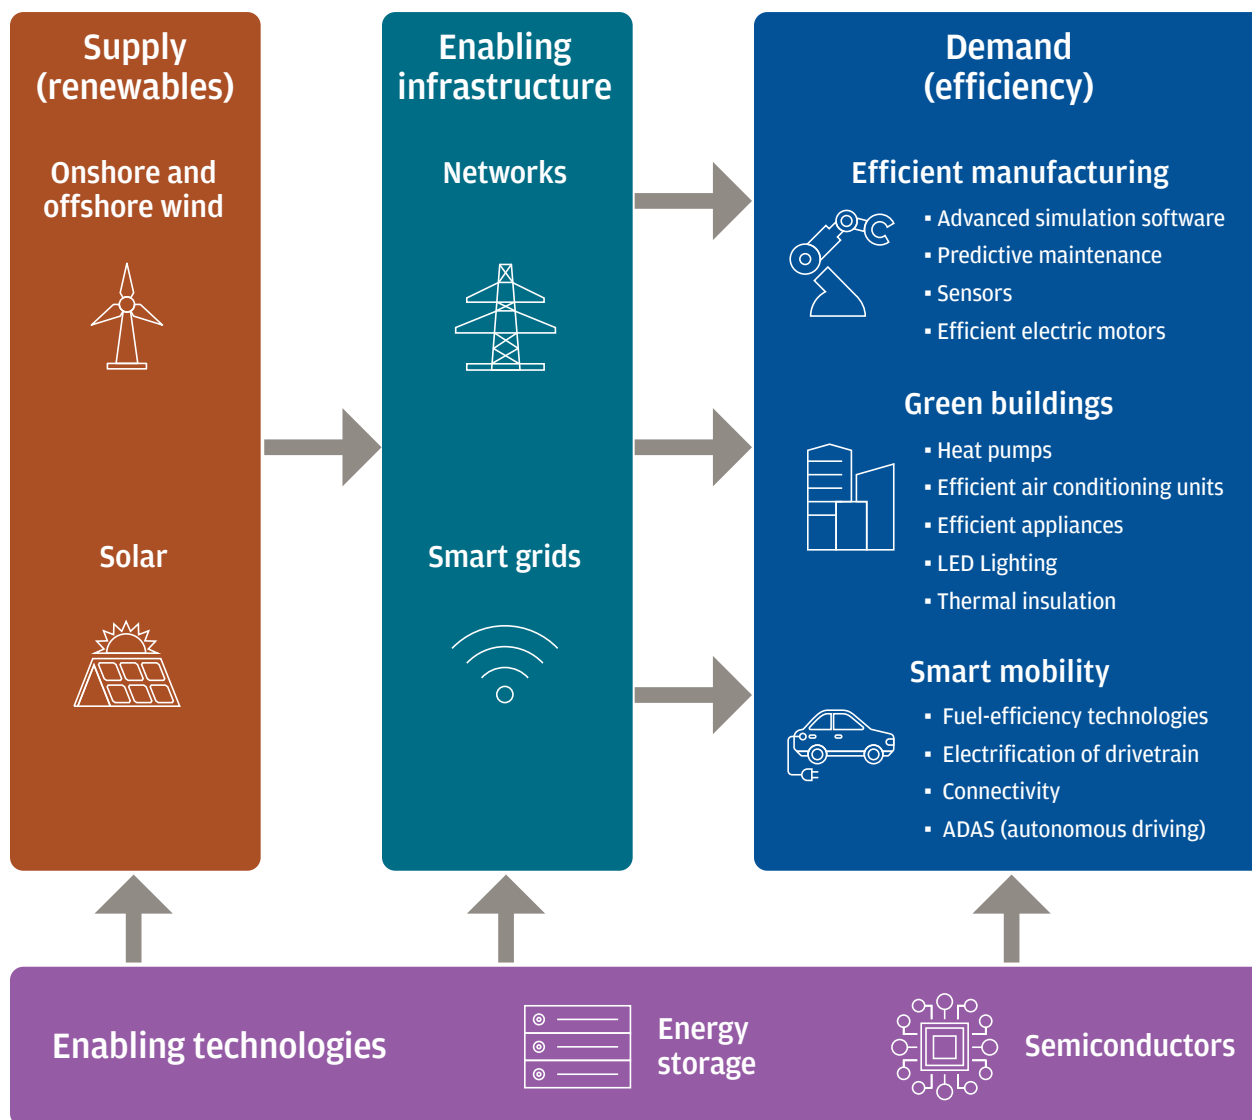 Supply
(renewables)
Onshore and
offshore wind
Solar
Enabling
infrastructure
Networks
Smart grids
Demand
(efficiency)
Efficient manufacturing
▪ Advanced simulation software
▪ Predictive maintenance
▪ Sensors
▪ Efficient electric motors
Green buildings
▪ Heat pumps
▪ Efficient air conditioning units
▪ Efficient appliances
▪ LED Lighting
▪ Thermal insulation
Smart mobility
▪ Fuel-efficiency technologies
▪ Electrification of drivetrain
▪ Connectivity
▪ ADAS (autonomous driving)
Enabling technologies
Energy
storage
Semiconductors